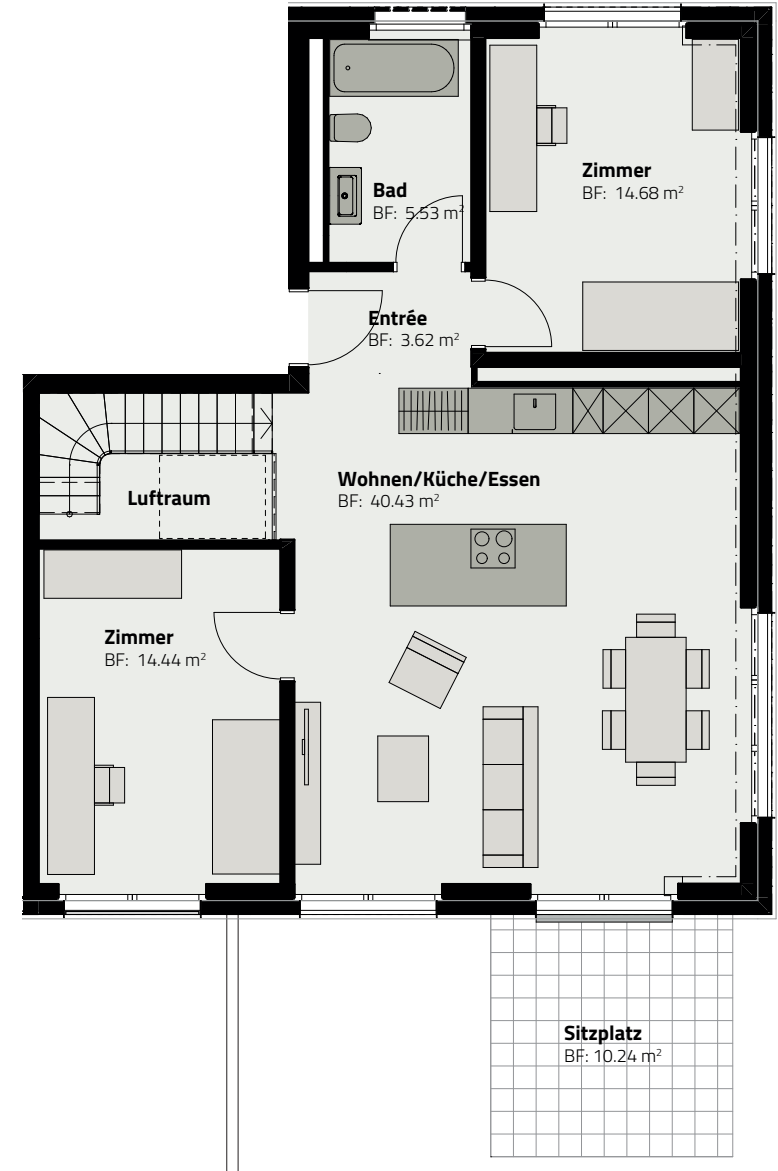 Zimmer
BF: 14.68 m²
Bad
BF: 5.53 m²
Entrée
BF: 3.62 m²
Wohnen/Küche/Essen
BF: 40.43 m²
Luftraum
Zimmer
BF: 14.44 m²
Sitzplatz
BF: 10.24 m²